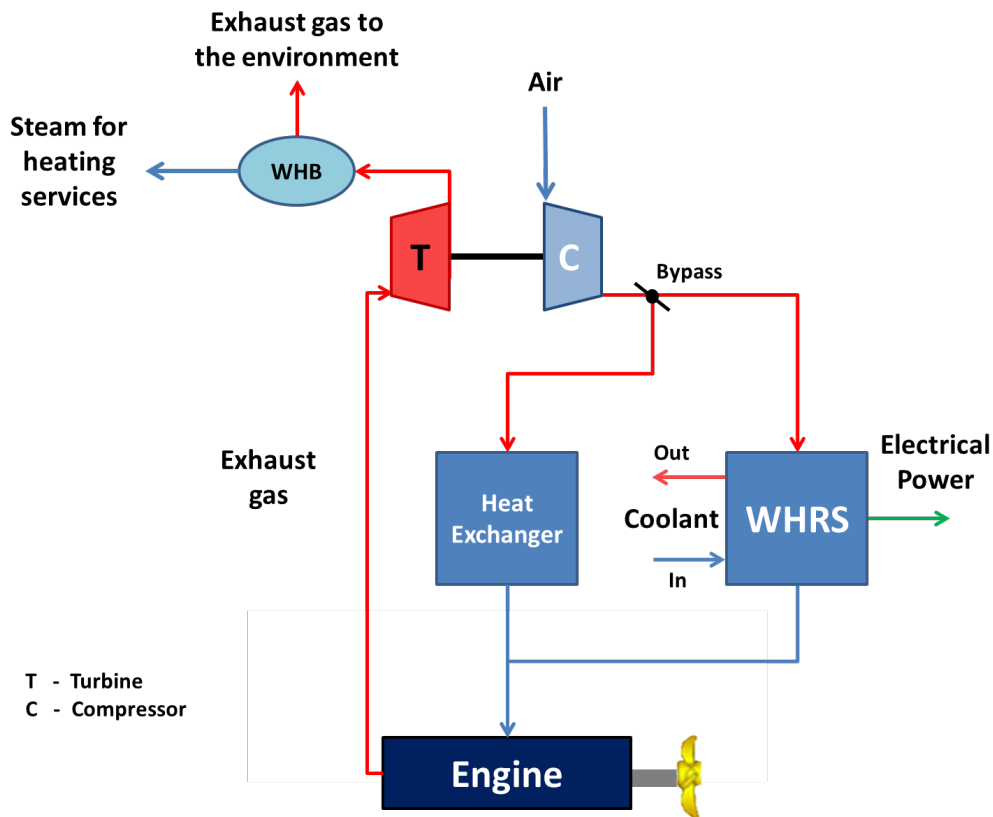 Exhaust gas to
the environment
Air
Steam for
heating
services
WHB
T
C
Bypass
Exhaust
gas
Heat
Exchanger
Out
Coolant
In
WHRS
Electrical
Power
T - Turbine
C - Compressor
Engine